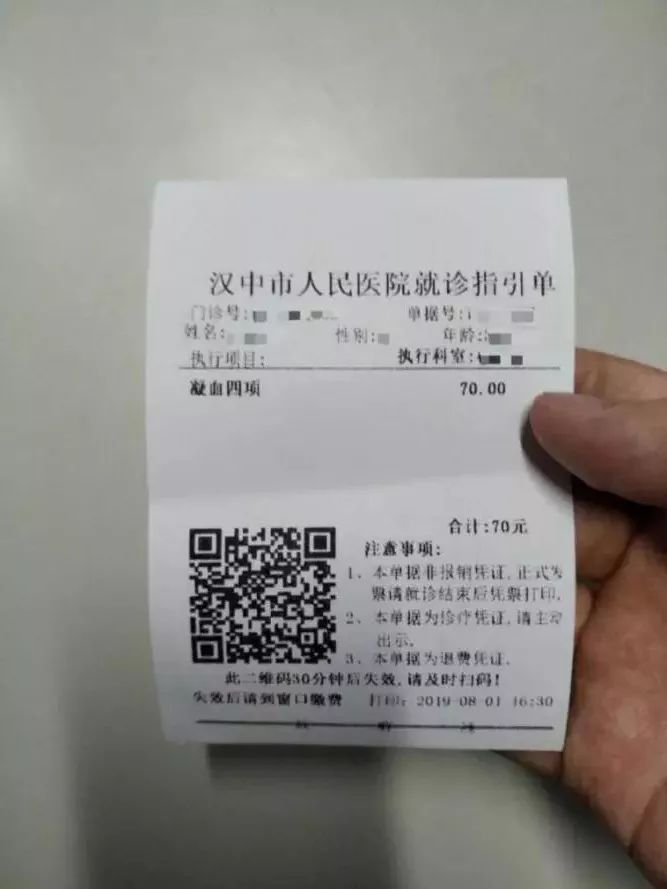 汉中市人民医院就诊指引单
门诊号: 单据号:
姓名: 性别: 年龄:
执行项目: 执行科室:
凝血四项 70.00
合计:70元
注意事项:
1、本单据非报销凭证,正式发
票请就诊结束后凭票打印.
2、本单据为诊疗凭证,请主动
出示.
3、本单据为退费凭证.
此二维码30分钟后失效,请及时扫码!
失效后请到窗口缴费 打印: 2019-08-01 16:30